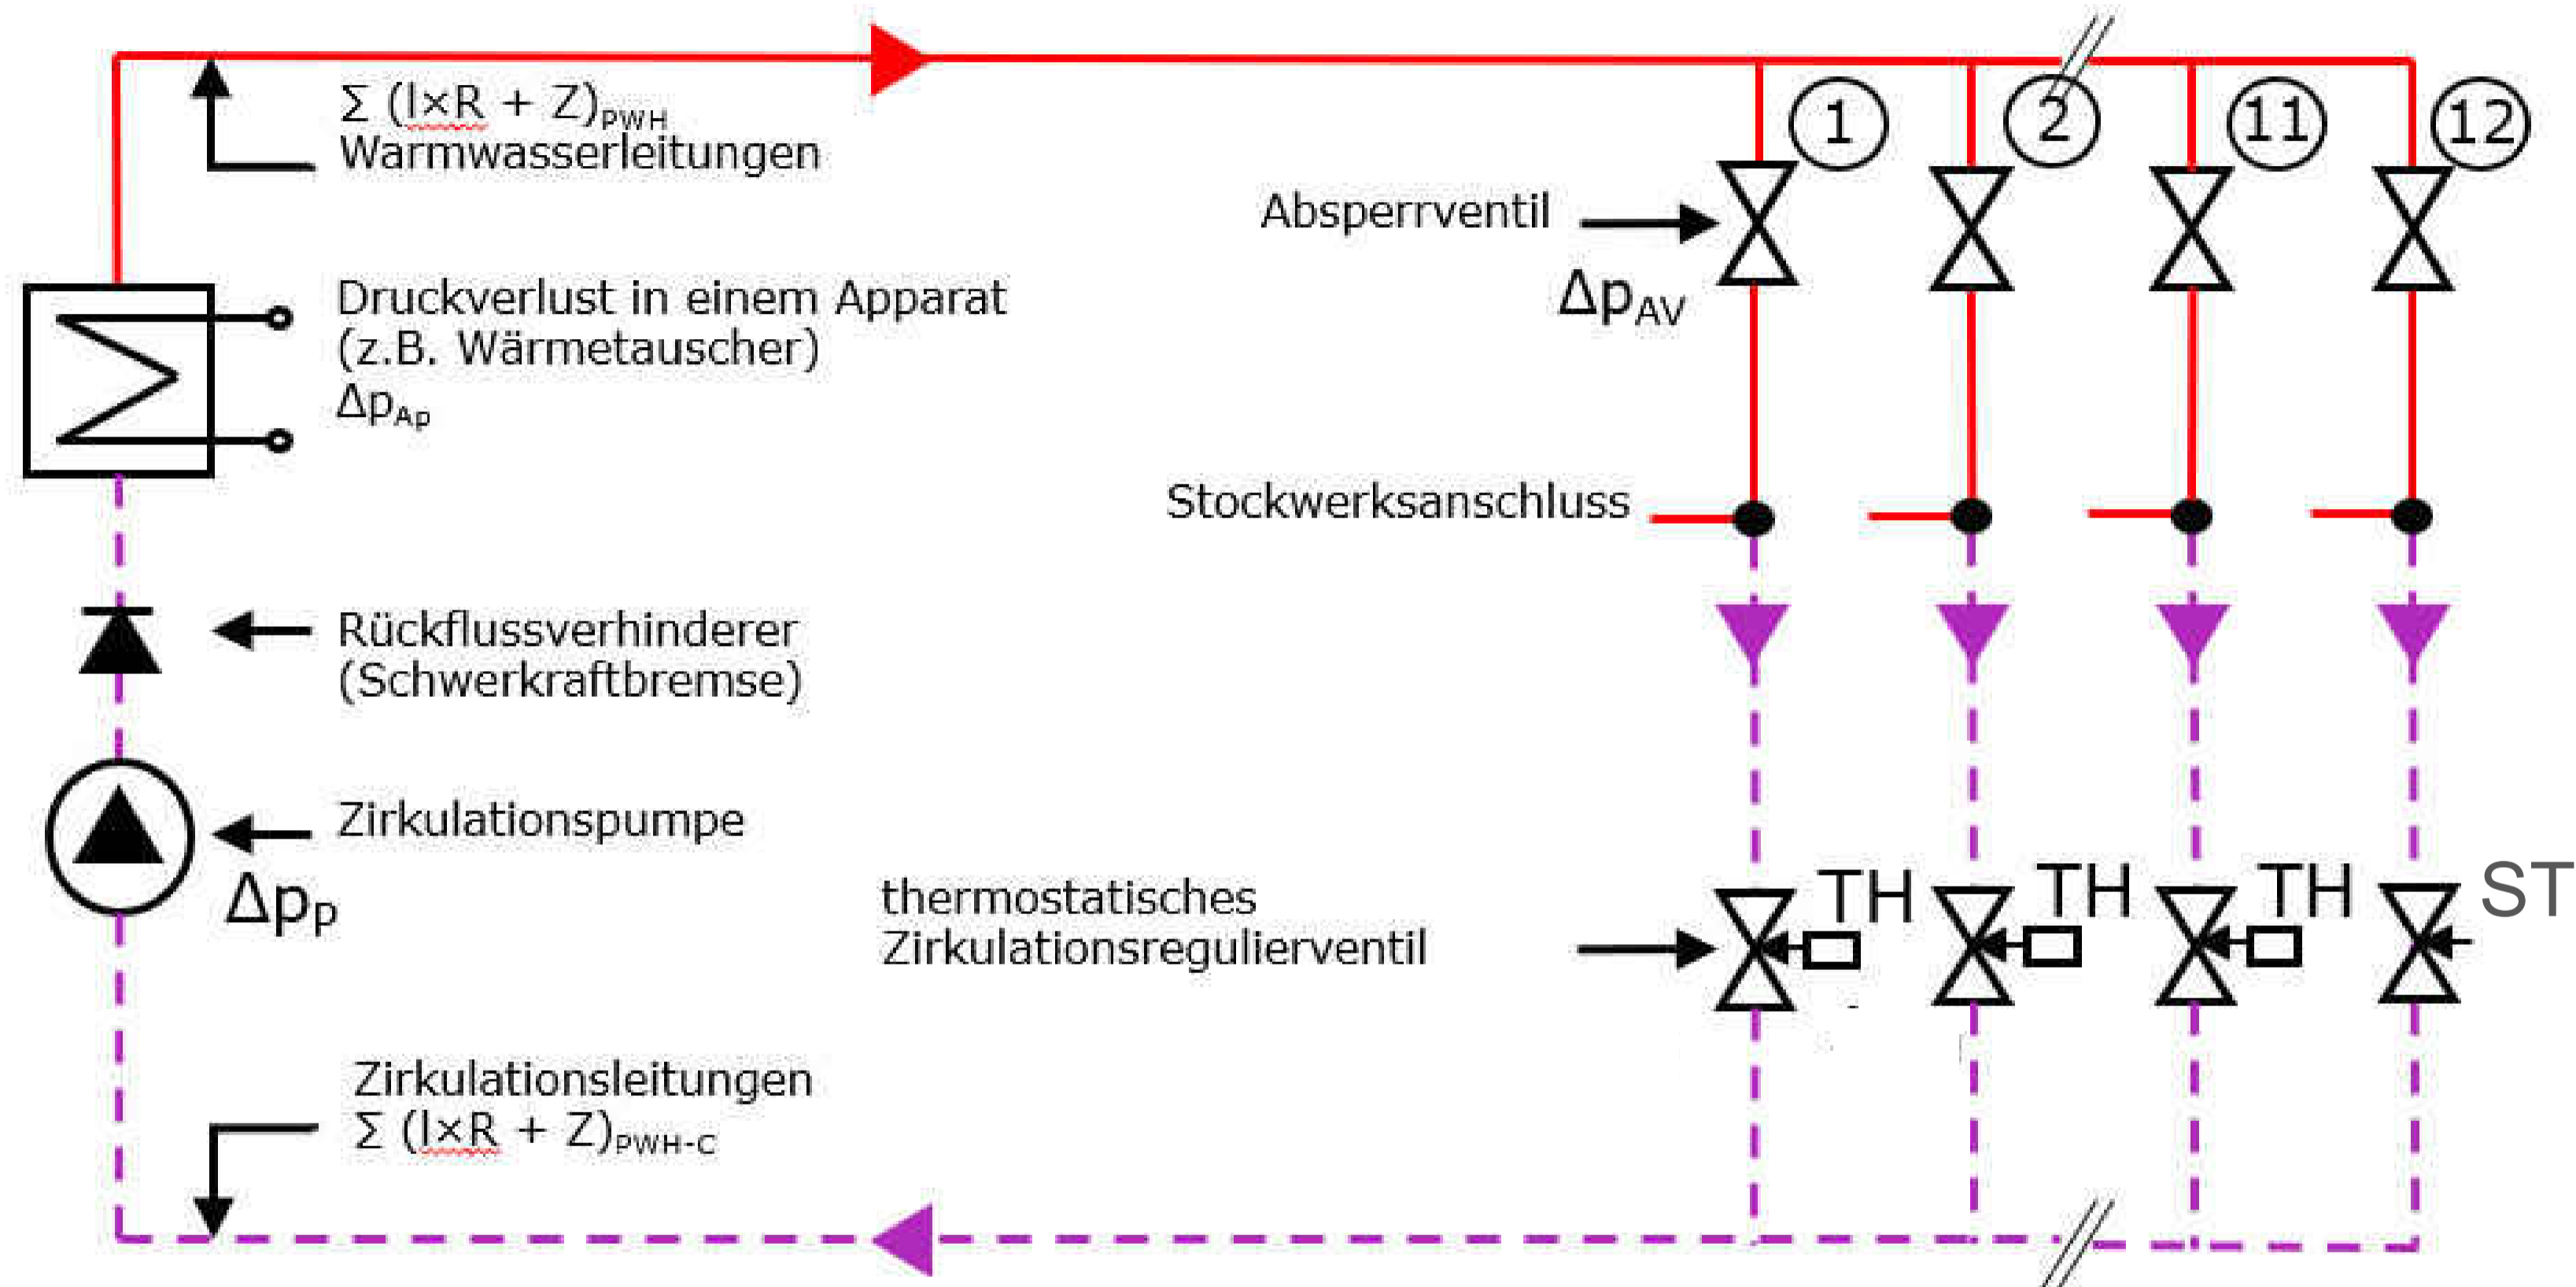 Σ (l×R + Z)PWH
Warmwasserleitungen
1
2
11
12
Absperrventil
ΔpAV
Druckverlust in einem Apparat
(z.B. Wärmetauscher)
ΔpAp
Stockwerksanschluss
Rückflussverhinderer
(Schwerkraftbremse)
Zirkulationspumpe
ΔpP
thermostatisches
Zirkulationsregulierventil
TH
TH
TH
ST
Zirkulationsleitungen
Σ (l×R + Z)PWH-C